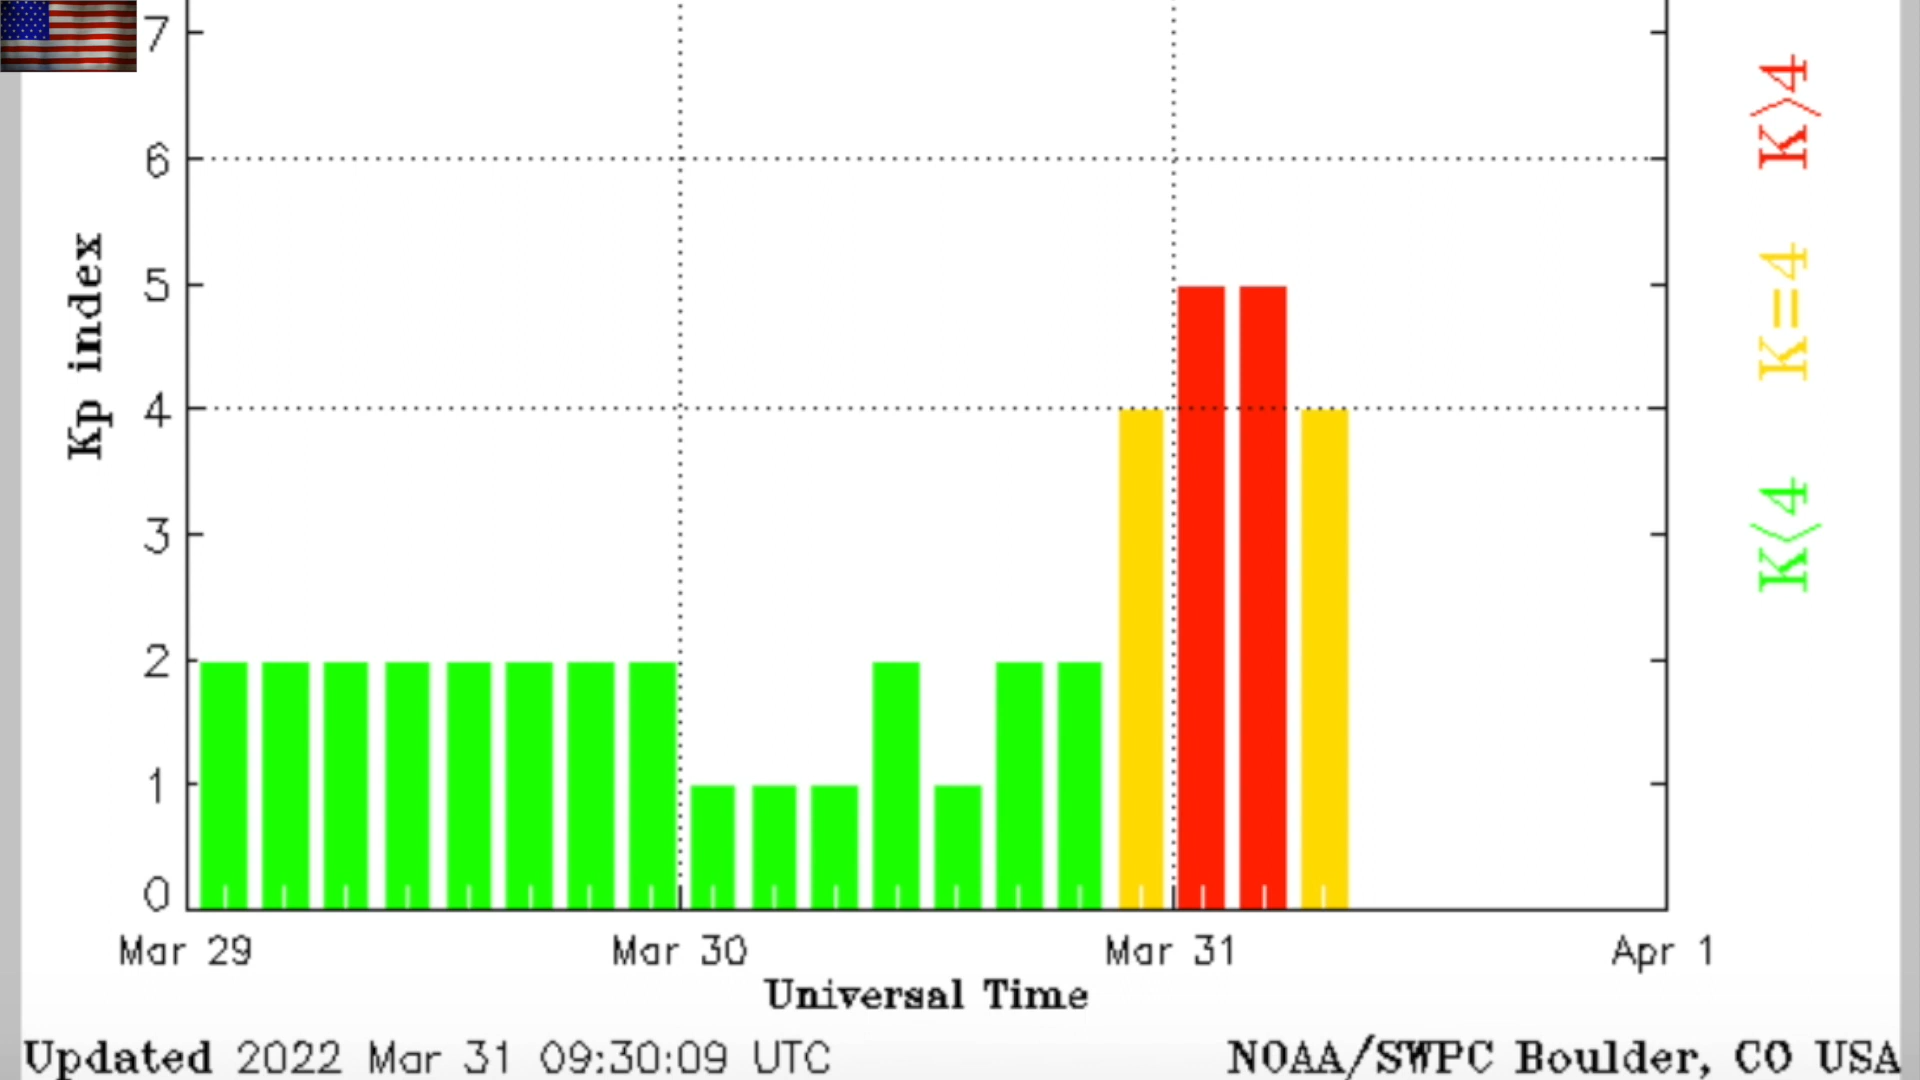 7
6
5
4
3
2
1
0
Kp index
K<4 K=4 K>4
Mar 29 Mar 30 Mar 31 Apr 1
Universal Time
Updated 2022 Mar 31 09:30:09 UTC NOAA/SWPC Boulder, CO USA